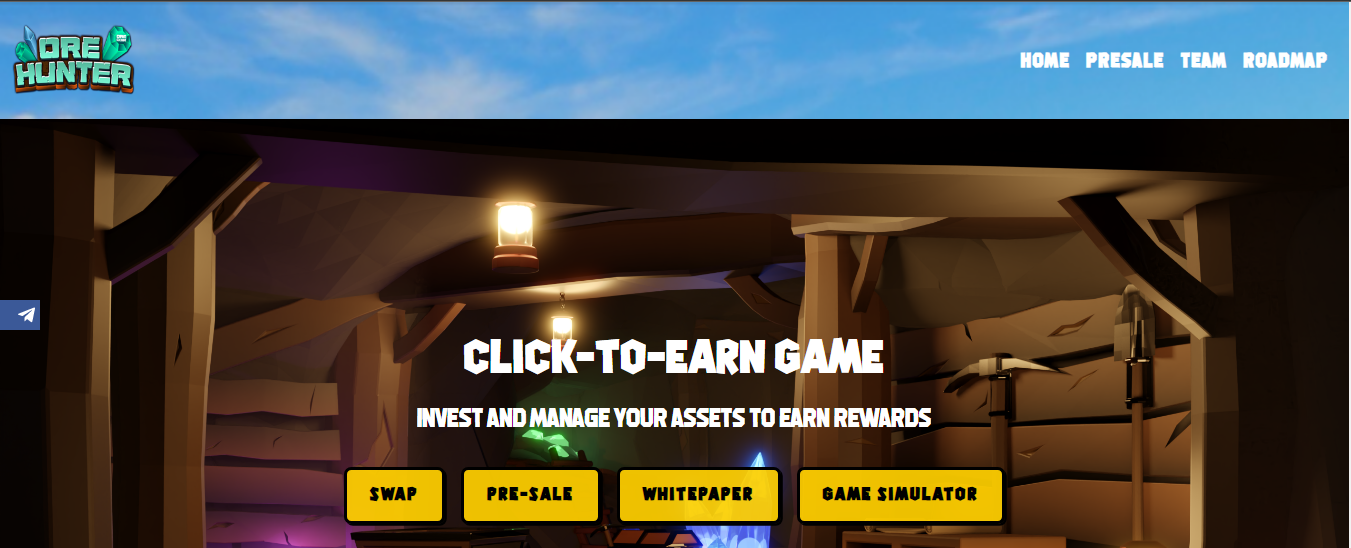 ORE
HUNTER
HOME PRESALE TEAM ROADMAP
CLICK-TO-EARN GAME
INVEST AND MANAGE YOUR ASSETS TO EARN REWARDS
SWAP PRE-SALE WHITEPAPER GAME SIMULATOR